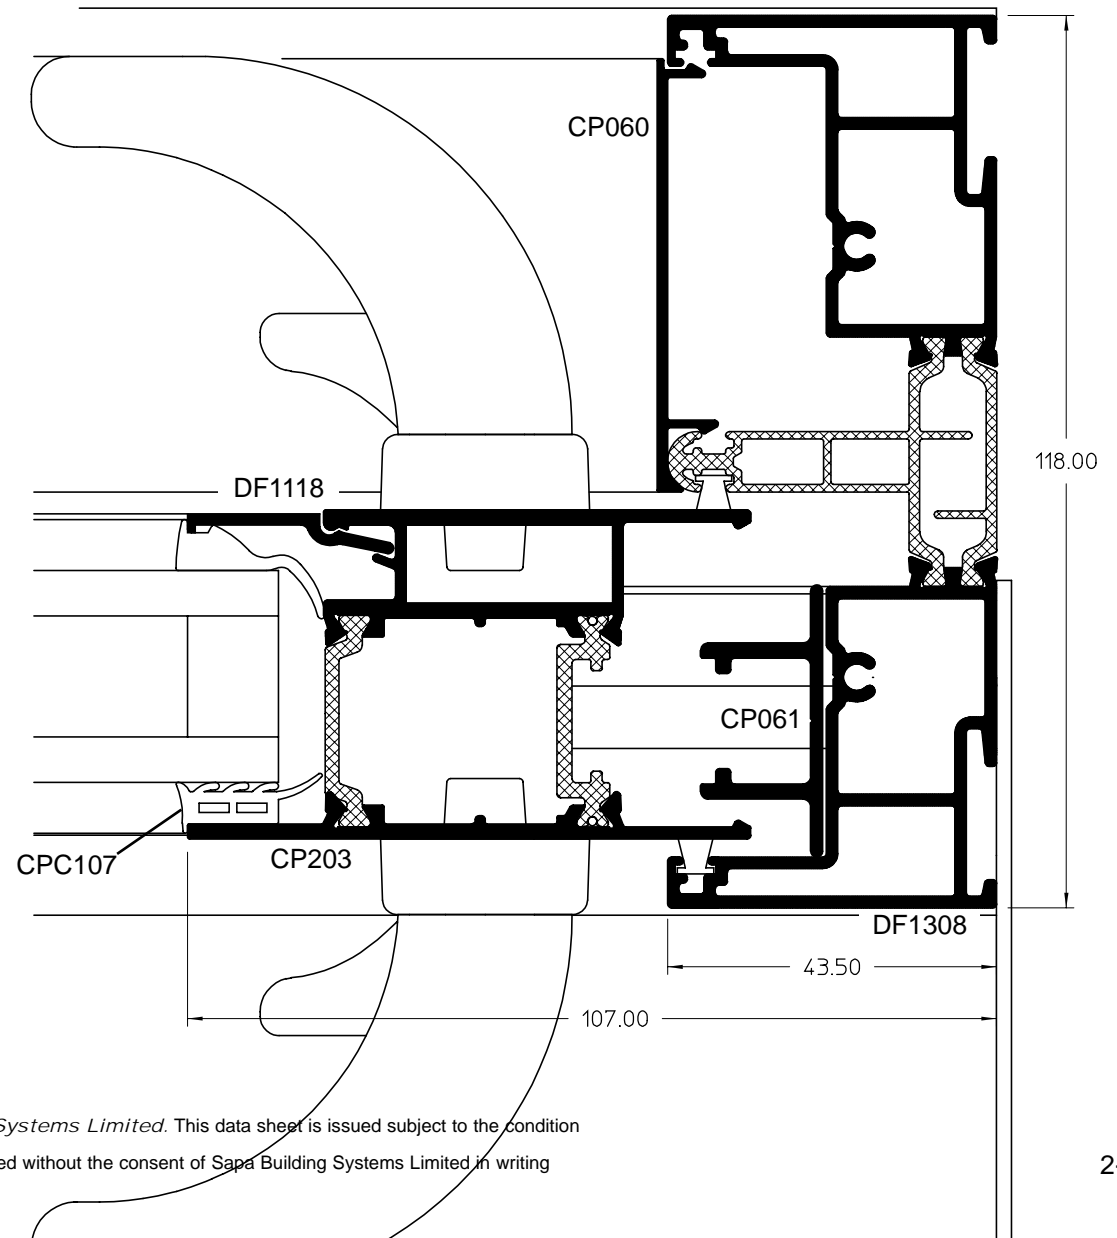 CP060
118.00
DF1118
CP061
CPC107
CP203
DF1308
43.50
107.00
Systems Limited. This data sheet is issued subject to the condition
ed without the consent of Sapa Building Systems Limited in writing
2-